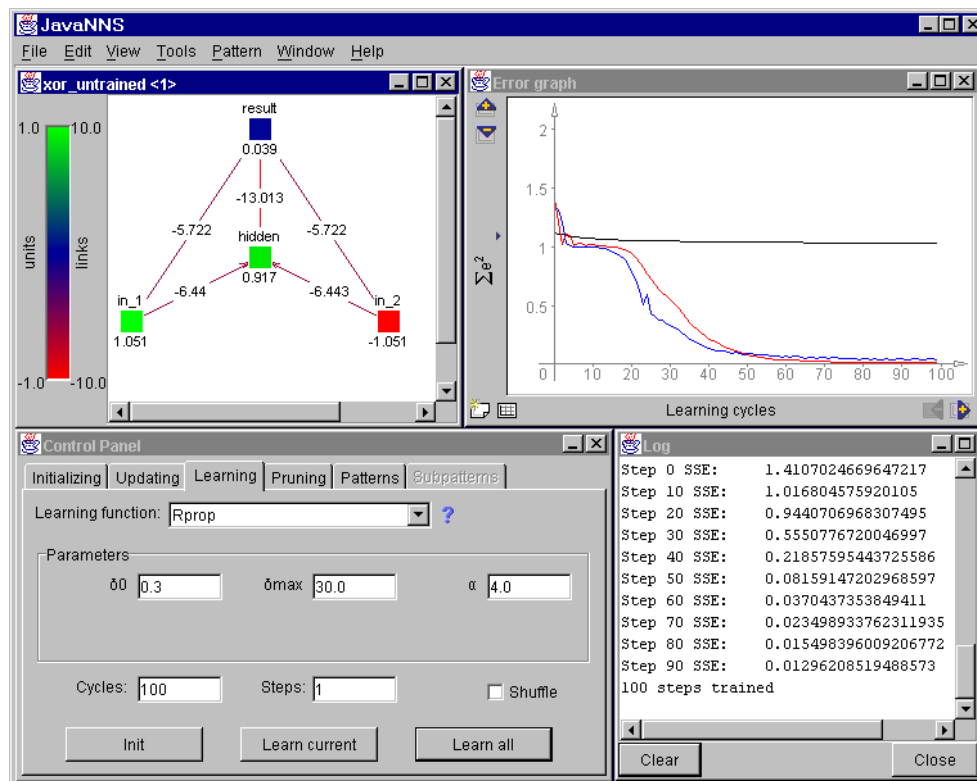 JavaNNS
File Edit View Tools Pattern Window Help
xor_untrained <1>
1.0 10.0
units
links
-1.0 -10.0
result
0.039
-13.013
-5.722 -5.722
hidden
0.917
-6.44 -6.443
in_1 in_2
1.051 -1.051
Error graph
2
1.5
1
0.5
0 10 20 30 40 50 60 70 80 90 100
∑e²
Learning cycles
Control Panel
Initializing Updating Learning Pruning Patterns Subpatterns
Learning function: Rprop ?
Parameters
δ0 0.3 δmax 30.0 α 4.0
Cycles: 100 Steps: 1 Shuffle
Init Learn current Learn all
Log
Step 0 SSE: 1.4107024669647217
Step 10 SSE: 1.016804575920105
Step 20 SSE: 0.9440706968307495
Step 30 SSE: 0.5550776720046997
Step 40 SSE: 0.218575954437255​86
Step 50 SSE: 0.08159147202968597
Step 60 SSE: 0.0370437353849411
Step 70 SSE: 0.023498933762311935
Step 80 SSE: 0.015498396009206772
Step 90 SSE: 0.01296208519488573
100 steps trained
Clear Close